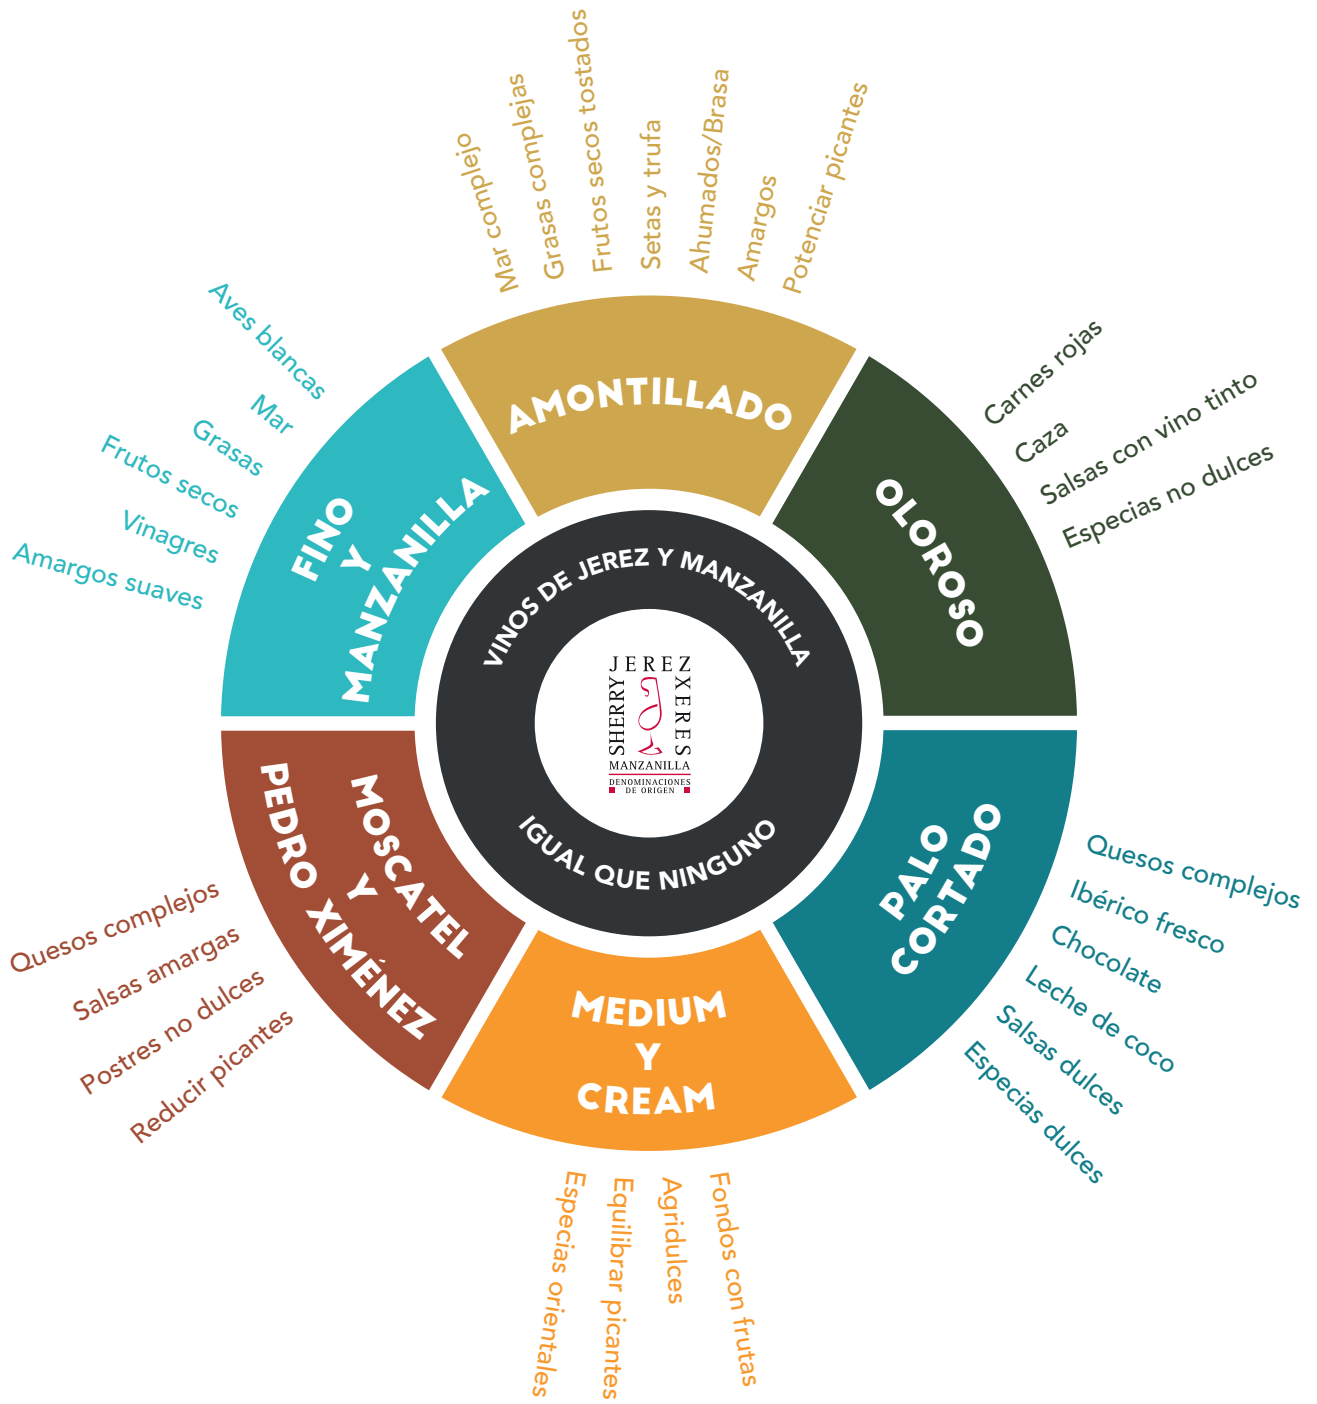 Mar complejo
Grasas complejas
Frutos secos tostados
Setas y trufa
Ahumados/Brasa
Amargos
Potenciar picantes
AMONTILLADO
Carnes rojas
Caza
Salsas con vino tinto
Especias no dulces
OLOROSO
Quesos complejos
Ibérico fresco
Chocolate
Leche de coco
Salsas dulces
Especias dulces
PALO
CORTADO
Fondos con frutas
Agridulces
Equilibrar picantes
Especias orientales
MEDIUM
Y
CREAM
Reducir picantes
Postres no dulces
Salsas amargas
Quesos complejos
MOSCATEL
Y
PEDRO XIMÉNEZ
Amargos suaves
Vinagres
Frutos secos
Grasas
Mar
Aves blancas
FINO
Y
MANZANILLA
VINOS DE JEREZ Y MANZANILLA
IGUAL QUE NINGUNO
JEREZ
XERES
SHERRY
MANZANILLA
DENOMINACIONES
DE ORIGEN